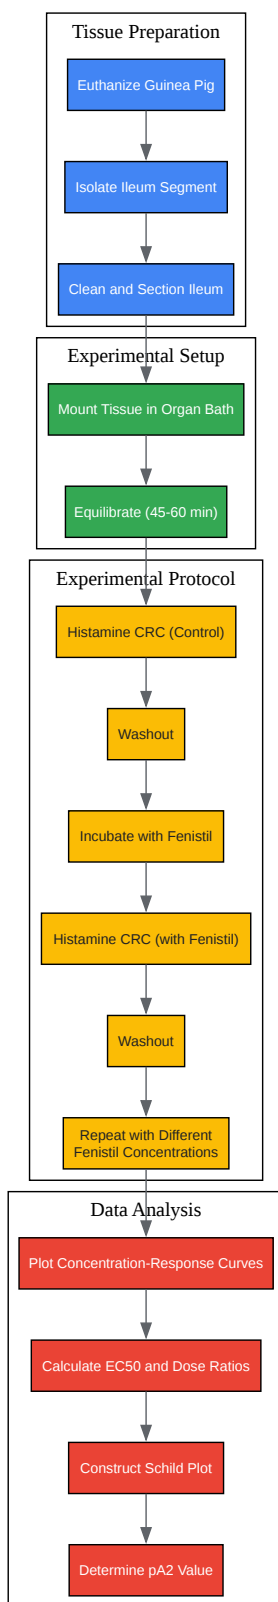 Tissue Preparation
Euthanize Guinea Pig
Isolate Ileum Segment
Clean and Section Ileum
Experimental Setup
Mount Tissue in Organ Bath
Equilibrate (45-60 min)
Experimental Protocol
Histamine CRC (Control)
Washout
Incubate with Fenistil
Histamine CRC (with Fenistil)
Washout
Repeat with Different
Fenistil Concentrations
Data Analysis
Plot Concentration-Response Curves
Calculate EC50 and Dose Ratios
Construct Schild Plot
Determine pA2 Value